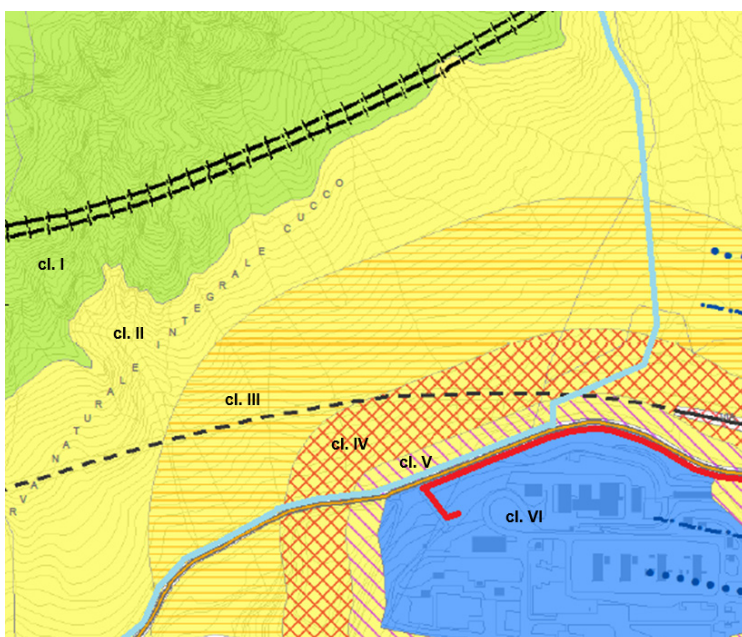 cl. I
cl. II
RVA NATURALE INTEGRALE CUCCO
cl. III
cl. IV
cl. V
cl. VI